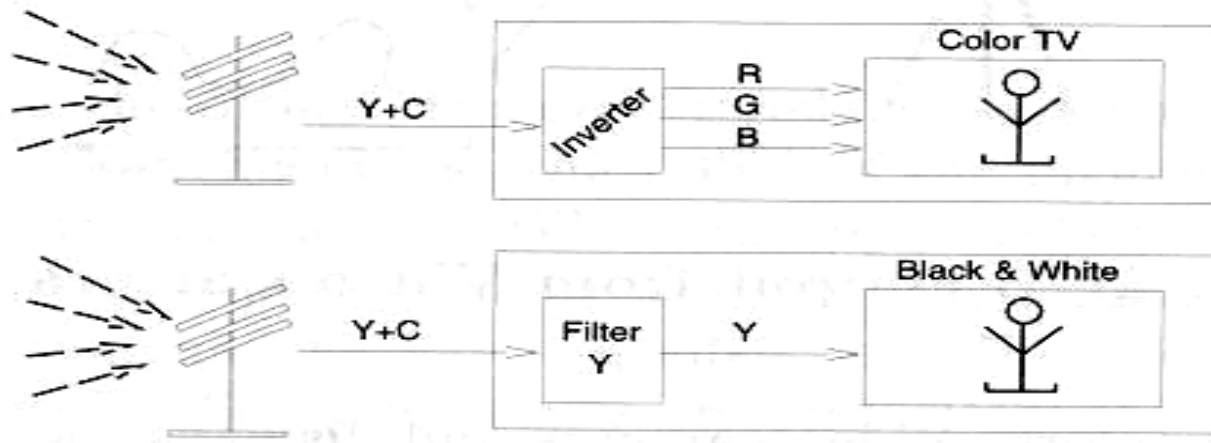 Color TV
Y+C
Inverter
R
G
B
Black & White
Y+C
Filter
Y
Y